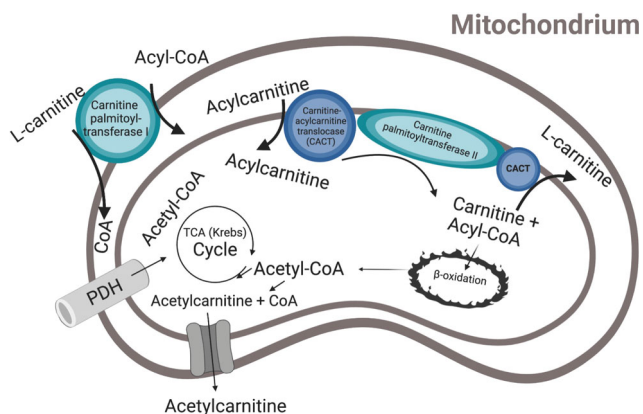 Mitochondrium
Acyl-CoA
L-carnitine
Carnitine
palmitoyl-
transferase I
CoA
Acylcarnitine
Carnitine-
acylcarnitine
translocase
(CACT)
Acylcarnitine
Carnitine
palmitoyltransferase II
CACT
L-carnitine
Carnitine +
Acyl-CoA
β-oxidation
Acetyl-CoA
TCA (Krebs)
Cycle
Acetyl-CoA
PDH
Acetylcarnitine + CoA
Acetylcarnitine